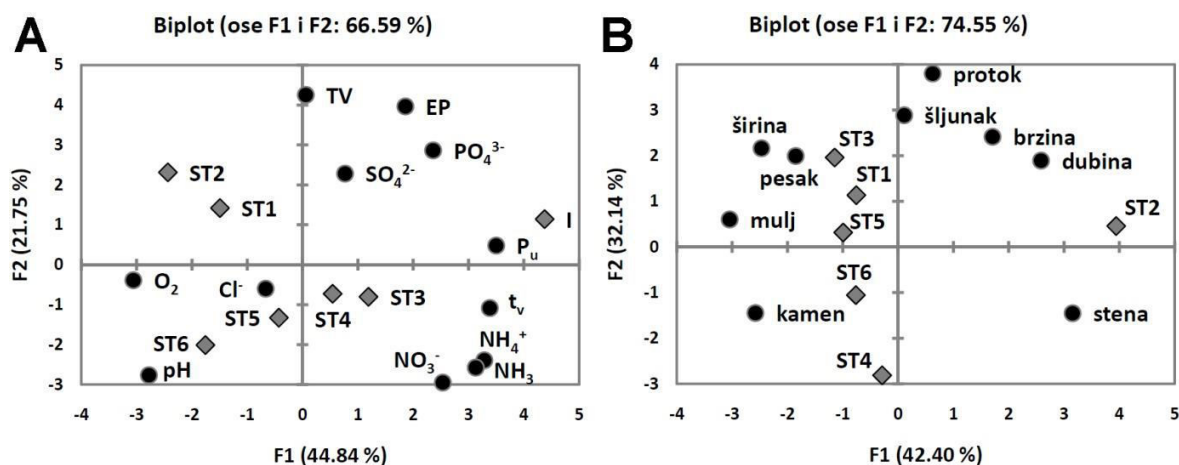 A
Biplot (ose F1 i F2: 66.59 %)
F2 (21.75 %)
5
4
3
2
1
0
-1
-2
-3
TV
EP
PO₄³⁻
SO₄²⁻
ST2
ST1
I
Pᵤ
O₂
Cl⁻
ST5
ST4
ST3
tᵥ
ST6
pH
NH₄⁺
NO₃⁻
NH₃
-4 -3 -2 -1 0 1 2 3 4 5
F1 (44.84 %)
B
Biplot (ose F1 i F2: 74.55 %)
F2 (32.14 %)
4
3
2
1
0
-1
-2
-3
protok
šljunak
širina
ST3
brzina
pesak
ST1
dubina
mulj
ST5
ST2
ST6
kamen
stena
ST4
-4 -3 -2 -1 0 1 2 3 4 5
F1 (42.40 %)